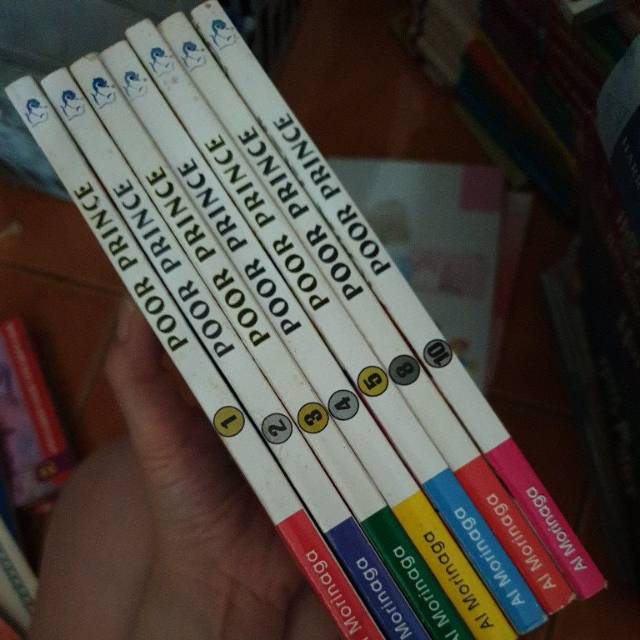 POOR PRINCE 1 Ai Morinaga
POOR PRINCE 2 Ai Morinaga
POOR PRINCE 3 Ai Morinaga
POOR PRINCE 4 Ai Morinaga
POOR PRINCE 5 Ai Morinaga
POOR PRINCE 8 Ai Morinaga
POOR PRINCE 10 Ai Morinaga